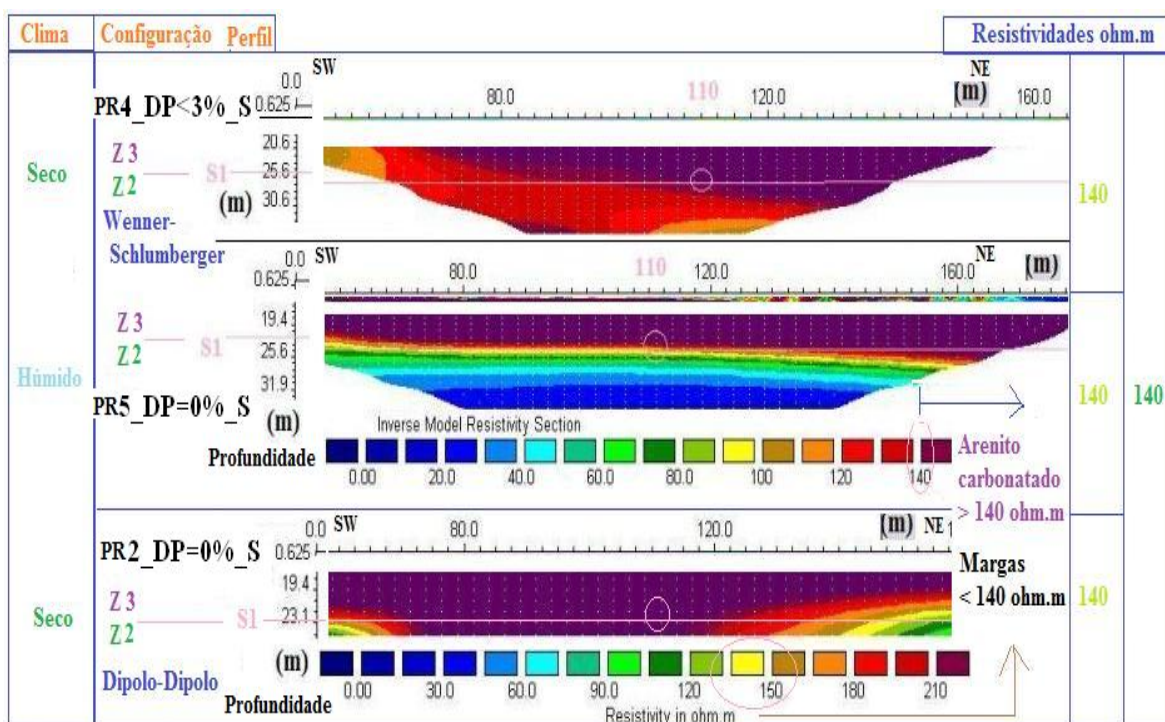 Clima Configuração Perfil Resistividades ohm.m
SW NE
0.0 80.0 110 120.0 (m) 160.0
PR4_DP<3%_S 0.625
20.6
25.6
30.6
(m)
Seco
Z 3
S1
Z 2
140
Wenner-
Schlumberger
0.0 SW NE (m)
0.625 80.0 110 120.0 160.0
19.4
25.6
31.9
(m)
Z 3
S1
Z 2
Húmido
140 140
PR5_DP=0%_S
Inverse Model Resistivity Section
Profundidade
0.00 20.0 40.0 60.0 80.0 100 120 140
Arenito
carbonatado
> 140 ohm.m
0.0 SW 80.0 120.0 (m) NE 1
PR2_DP=0%_S 0.625
19.4
23.1
(m)
Z 3
S1
Z 2
Seco
Margas
< 140 ohm.m
140
Dipolo-Dipolo
Profundidade
0.00 30.0 60.0 90.0 120 150 180 210
Resistivity in ohm.m